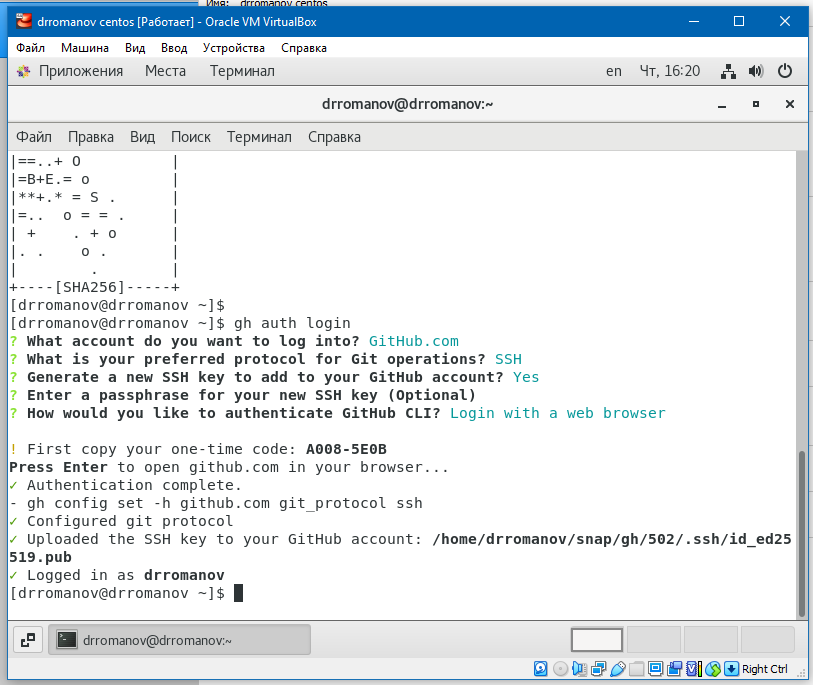 Имя: drromanov centos
drromanov centos [Работает] - Oracle VM VirtualBox
Файл Машина Вид Ввод Устройства Справка
Приложения Места Терминал en Чт, 16:20
drromanov@drromanov:~
Файл Правка Вид Поиск Терминал Справка
|==..+ O          |
|=B+E.= o         |
|**+.* = S .      |
|=..  o = = .     |
| +    . + o      |
|. .    o .       |
|        .        |
+----[SHA256]-----+
[drromanov@drromanov ~]$
[drromanov@drromanov ~]$ gh auth login
? What account do you want to log into? GitHub.com
? What is your preferred protocol for Git operations? SSH
? Generate a new SSH key to add to your GitHub account? Yes
? Enter a passphrase for your new SSH key (Optional)
? How would you like to authenticate GitHub CLI? Login with a web browser
! First copy your one-time code: A008-5E0B
Press Enter to open github.com in your browser...
✓ Authentication complete.
- gh config set -h github.com git_protocol ssh
✓ Configured git protocol
✓ Uploaded the SSH key to your GitHub account: /home/drromanov/snap/gh/502/.ssh/id_ed25
519.pub
✓ Logged in as drromanov
[drromanov@drromanov ~]$
drromanov@drromanov:~
Right Ctrl